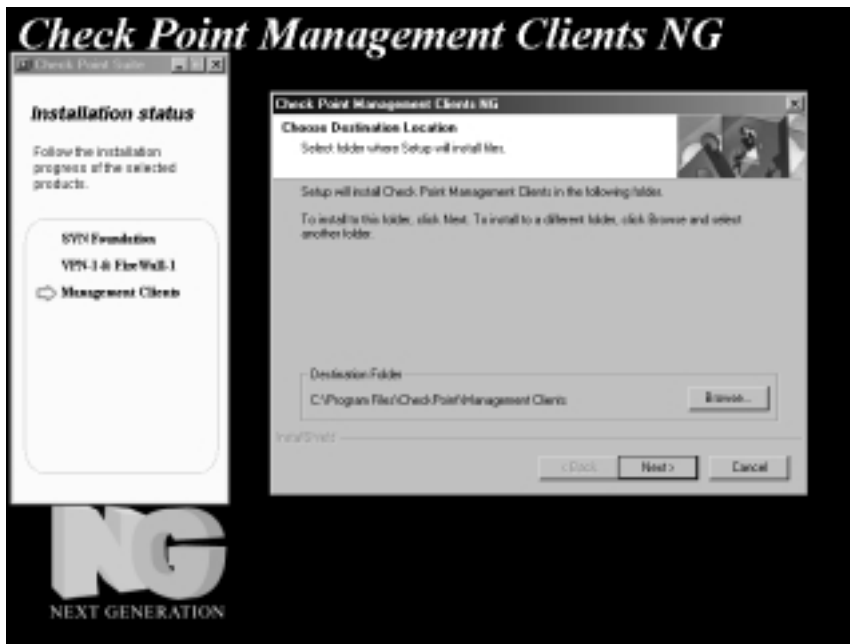 Check Point Management Clients NG
Check Point Suite
Installation status
Follow the installation
progress of the selected
products.
SVN Foundation
VPN-1 & FireWall-1
Management Clients
Check Point Management Clients NG
Choose Destination Location
Select folder where Setup will install files.
Setup will install Check Point Management Clients in the following folder.
To install to this folder, click Next. To install to a different folder, click Browse and select
another folder.
Destination Folder
C:\Program Files\CheckPoint\Management Clients
Browse...
InstallShield
< Back
Next >
Cancel
NG
NEXT GENERATION